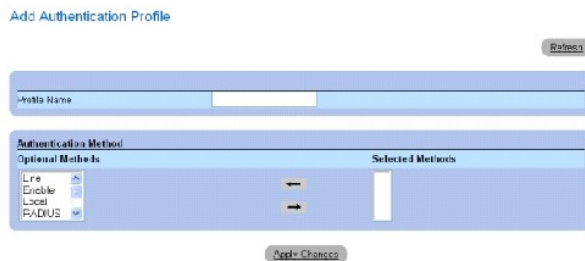 Add Authentication Profile
Refresh
Profile Name
Authentication Method
Optional Methods
Selected Methods
Line
Enable
Local
RADIUS
Apply Changes